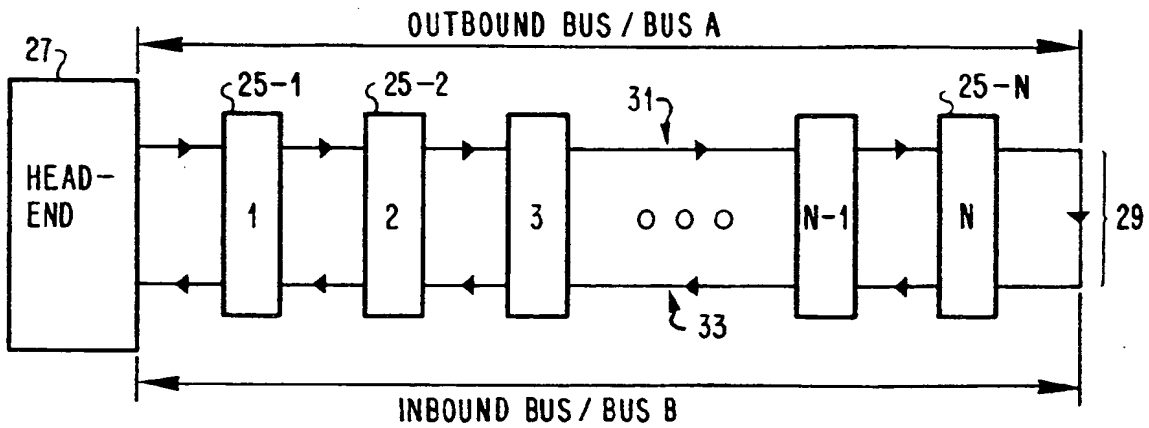 OUTBOUND BUS / BUS A
27
25-1
25-2
31
25-N
HEAD-
END
1
2
3
O O O
N-1
N
29
33
INBOUND BUS / BUS B